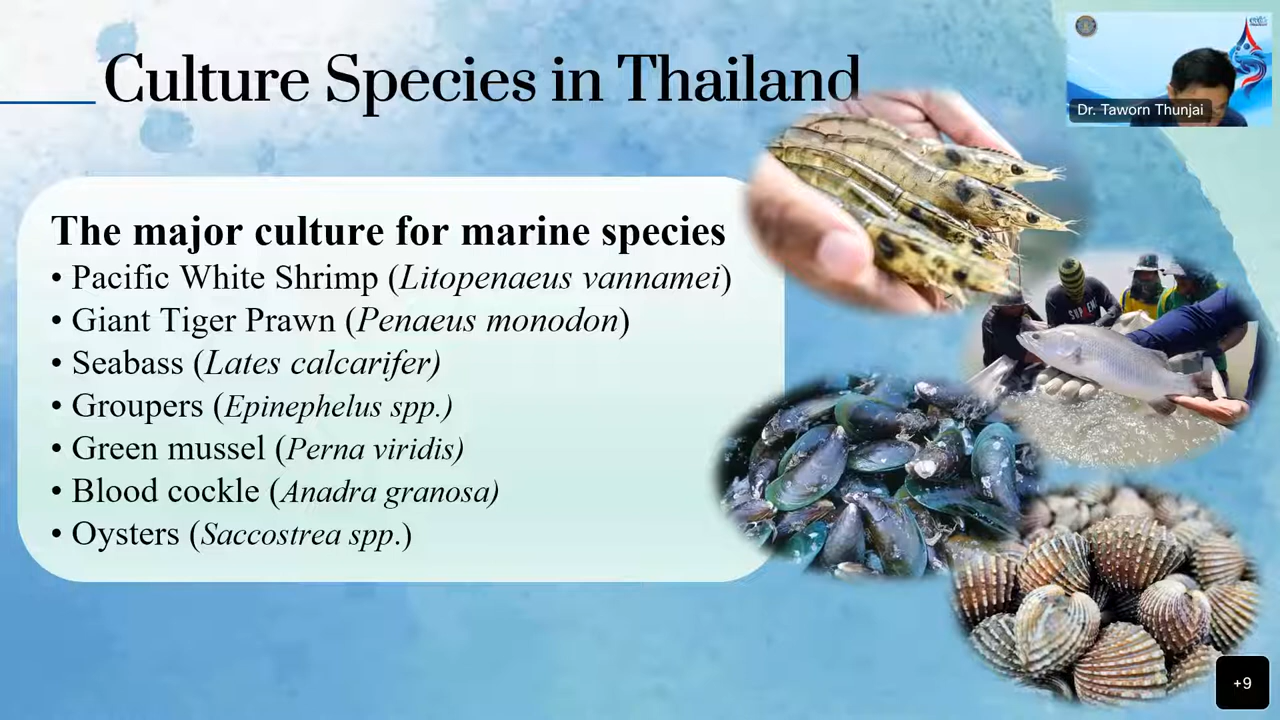 Culture Species in Thailand
Dr. Taworn Thunjai
The major culture for marine species
• Pacific White Shrimp (Litopenaeus vannamei)
• Giant Tiger Prawn (Penaeus monodon)
• Seabass (Lates calcarifer)
• Groupers (Epinephelus spp.)
• Green mussel (Perna viridis)
• Blood cockle (Anadra granosa)
• Oysters (Saccostrea spp.)
SUPREME
+9